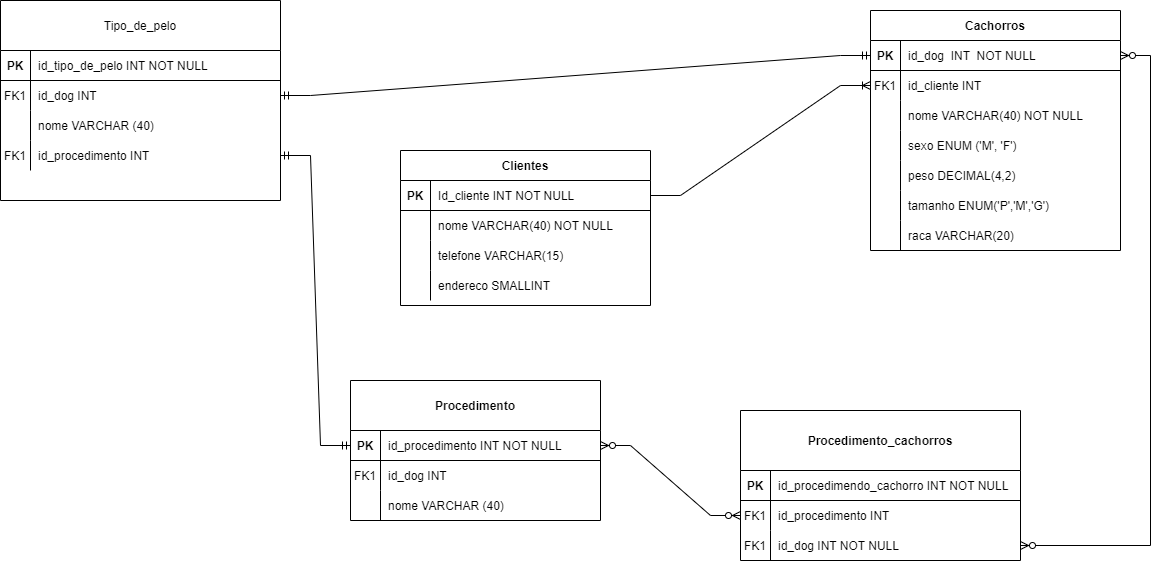 Tipo_de_pelo
PK id_tipo_de_pelo INT NOT NULL
FK1 id_dog INT
nome VARCHAR (40)
FK1 id_procedimento INT
Cachorros
PK id_dog INT NOT NULL
FK1 id_cliente INT
nome VARCHAR(40) NOT NULL
sexo ENUM ('M', 'F')
peso DECIMAL(4,2)
tamanho ENUM('P','M','G')
raca VARCHAR(20)
Clientes
PK Id_cliente INT NOT NULL
nome VARCHAR(40) NOT NULL
telefone VARCHAR(15)
endereco SMALLINT
Procedimento
PK id_procedimento INT NOT NULL
FK1 id_dog INT
nome VARCHAR (40)
Procedimento_cachorros
PK id_procedimendo_cachorro INT NOT NULL
FK1 id_procedimento INT
FK1 id_dog INT NOT NULL